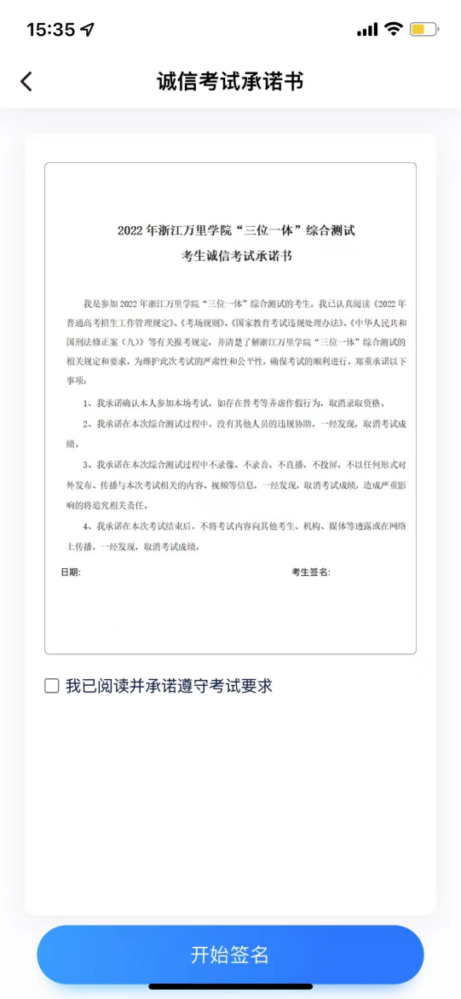 15:35
诚信考试承诺书
2022 年浙江万里学院“三位一体”综合测试
考生诚信考试承诺书
我是参加 2022 年浙江万里学院“三位一体”综合测试的考生，我已认真阅读《2022 年
普通高考招生工作管理规定》、《考场规则》、《国家教育考试违规处理办法》、《中华人民共和
国刑法修正案（九）》等有关报考规定，并清楚了解浙江万里学院“三位一体”综合测试的
相关规定和要求，为维护此次考试的严肃性和公平性，确保考试的顺利进行，郑重承诺以下
事项：
1、我承诺确认本人参加本场考试。如存在替考等弄虚作假行为，取消录取资格。
2、我承诺在本次综合测试过程中，没有其他人员的违规协助，一经发现，取消考试成
绩。
3、我承诺在本次综合测试过程中不录像、不录音、不直播、不投屏，不以任何形式对
外发布、传播与本次考试相关的内容、视频等信息，一经发现，取消考试成绩，造成严重影
响的将追究相关责任。
4、我承诺在本次考试结束后，不将考试内容向其他考生、机构、媒体等透露或在网络
上传播，一经发现，取消考试成绩。
日期: 考生签名:
我已阅读并承诺遵守考试要求
开始签名